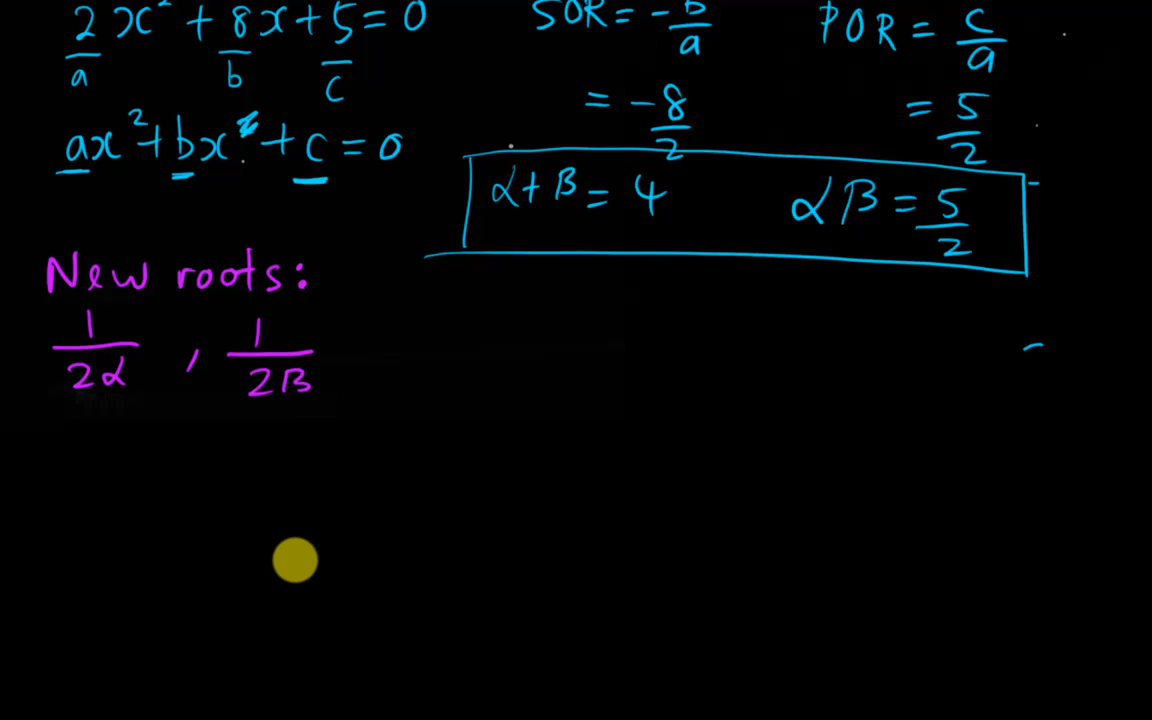 2x² + 8x + 5 = 0
a b c
ax² + bx + c = 0
SOR = -b/a
= -8/2
POR = c/a
= 5/2
α + β = 4
αβ = 5/2
New roots:
1/2α , 1/2β